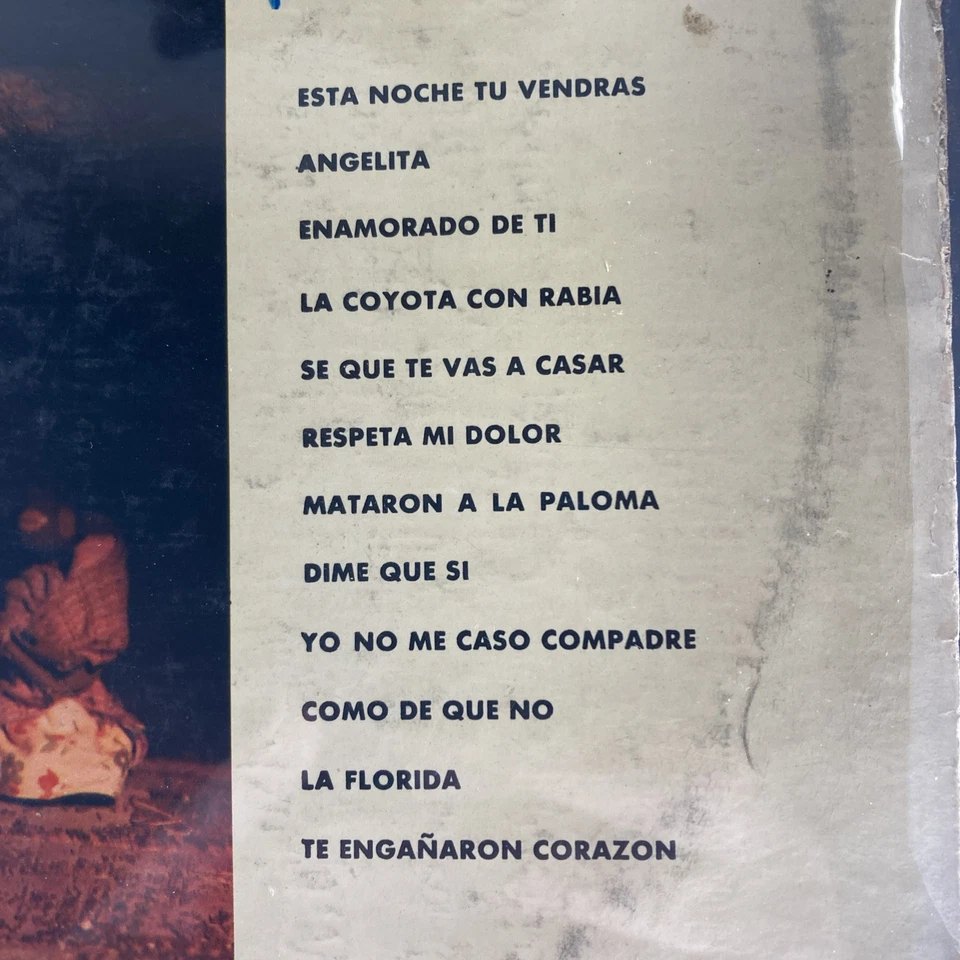 ESTA NOCHE TU VENDRAS
ANGELITA
ENAMORADO DE TI
LA COYOTA CON RABIA
SE QUE TE VAS A CASAR
RESPETA MI DOLOR
MATARON A LA PALOMA
DIME QUE SI
YO NO ME CASO COMPADRE
COMO DE QUE NO
LA FLORIDA
TE ENGAÑARON CORAZON